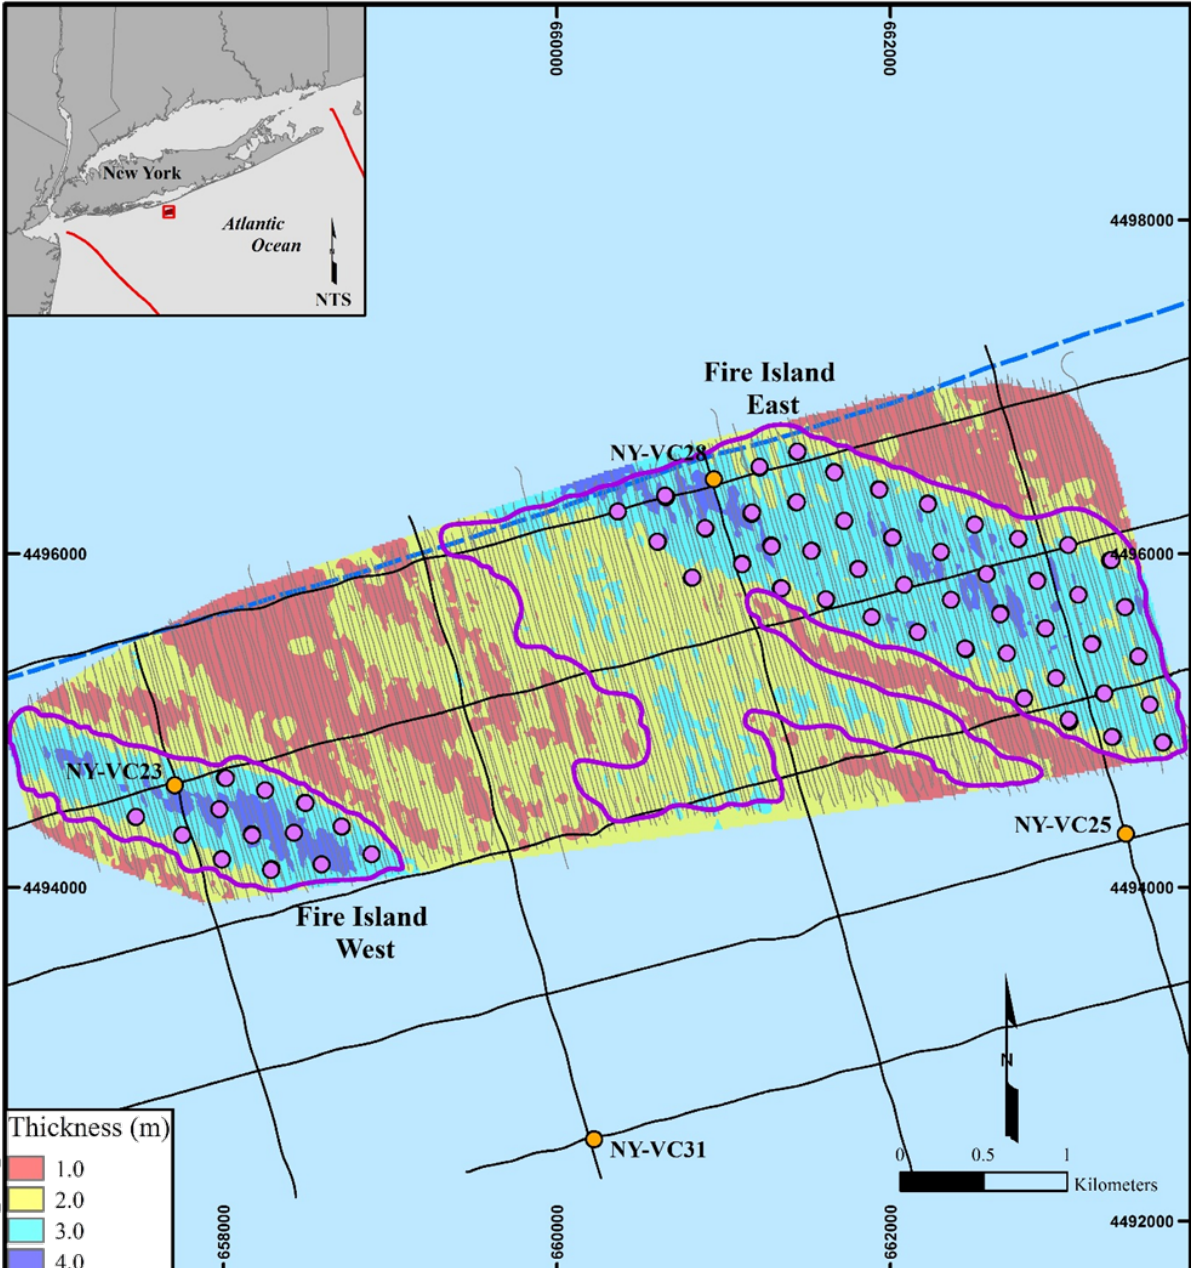 660000
662000
New York
Atlantic
Ocean
N
NTS
4498000
Fire Island
East
NY-VC28
4496000
4496000
NY-VC23
NY-VC25
4494000
4494000
Fire Island
West
N
NY-VC31
0 0.5 1
Kilometers
Thickness (m)
1.0
2.0
3.0
4.0
658000
660000
662000
4492000